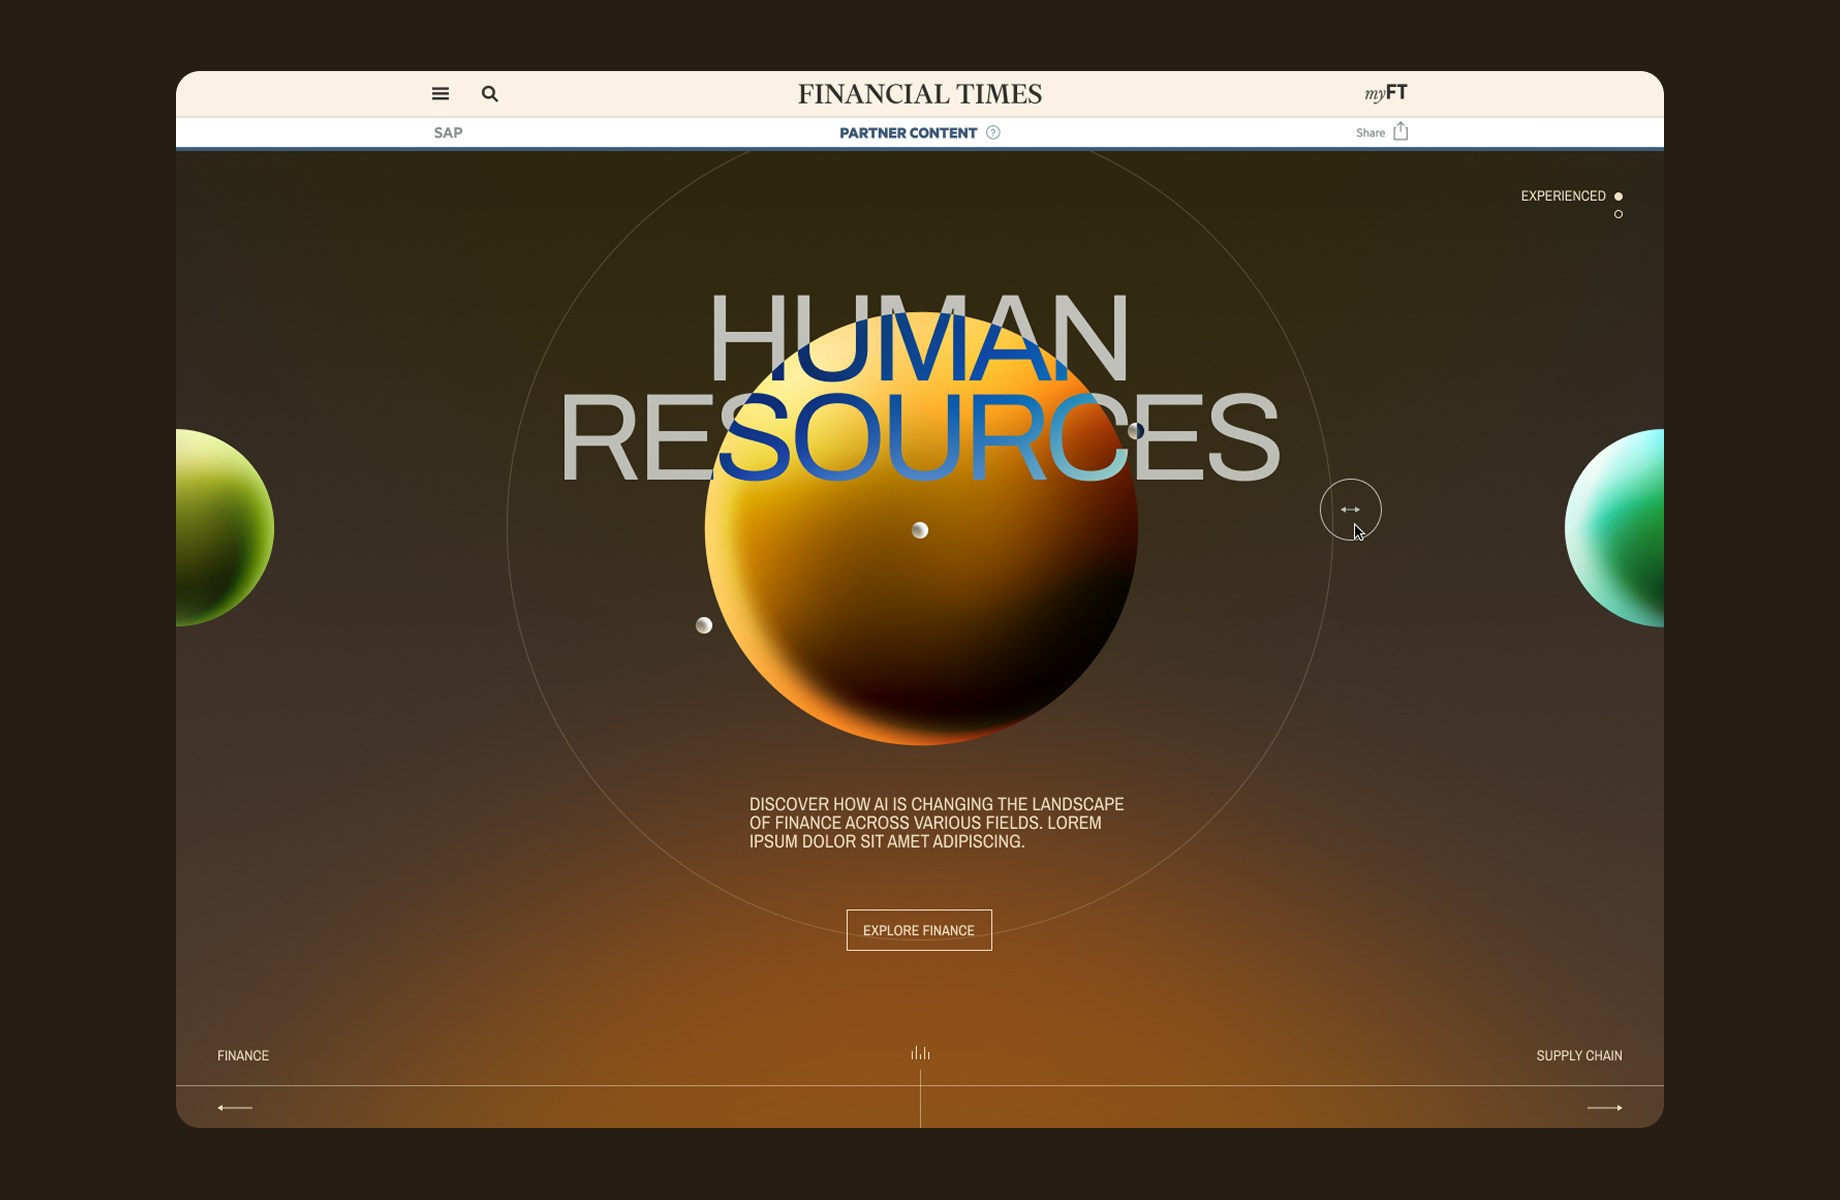 FINANCIAL TIMES
myFT
SAP
PARTNER CONTENT ?
Share
EXPERIENCED
HUMAN
RESOURCES
DISCOVER HOW AI IS CHANGING THE LANDSCAPE
OF FINANCE ACROSS VARIOUS FIELDS. LOREM
IPSUM DOLOR SIT AMET ADIPISCING.
EXPLORE FINANCE
FINANCE
SUPPLY CHAIN